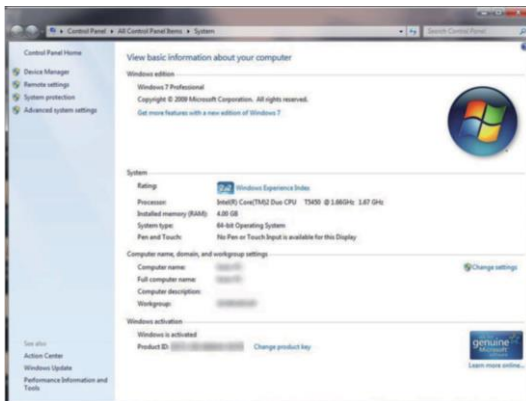 Control Panel ▸ All Control Panel Items ▸ System
Search Control Panel
Control Panel Home
Device Manager
Remote settings
System protection
Advanced system settings
See also
Action Center
Windows Update
Performance Information and
Tools
View basic information about your computer
Windows edition
Windows 7 Professional
Copyright © 2009 Microsoft Corporation. All rights reserved.
Get more features with a new edition of Windows 7
System
Rating: Windows Experience Index
Processor: Intel(R) Core(TM)2 Duo CPU T5450 @ 1.66GHz 1.67 GHz
Installed memory (RAM): 4.00 GB
System type: 64-bit Operating System
Pen and Touch: No Pen or Touch Input is available for this Display
Computer name, domain, and workgroup settings
Computer name:
Change settings
Full computer name:
Computer description:
Workgroup:
Windows activation
Windows is activated
Product ID: Change product key
genuine
Microsoft
Learn more online...